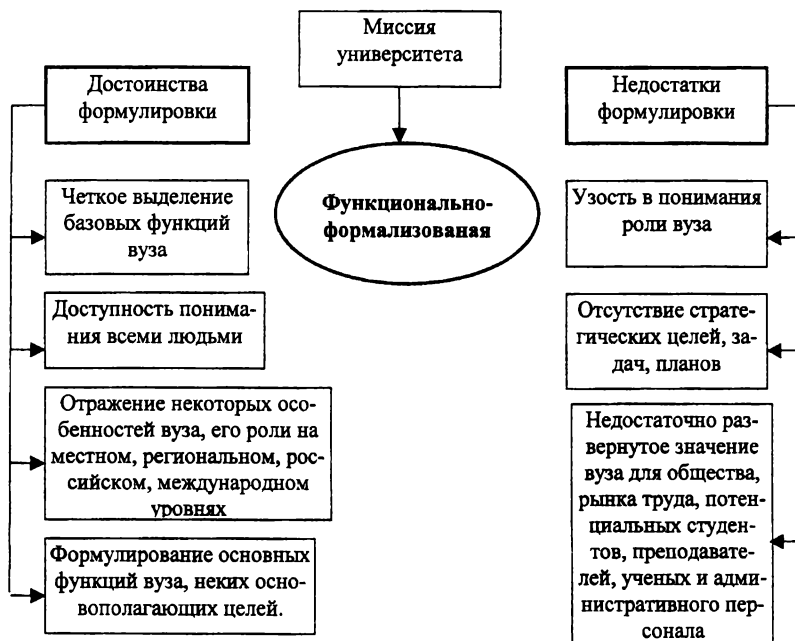 Миссия
университета
Достоинства
формулировки
Недостатки
формулировки
Функционально-
формализованая
Четкое выделение
базовых функций
вуза
Доступность понима-
ния всеми людьми
Отражение некоторых осо-
бенностей вуза, его роли на
местном, региональном, рос-
сийском, международном
уровнях
Формулирование основных
функций вуза, неких осно-
вополагающих целей.
Узость в понимания
роли вуза
Отсутствие страте-
гических целей, за-
дач, планов
Недостаточно раз-
вернутое значение
вуза для общества,
рынка труда, потен-
циальных студен-
тов, преподавате-
лей, ученых и адми-
нистративного пер-
сонала